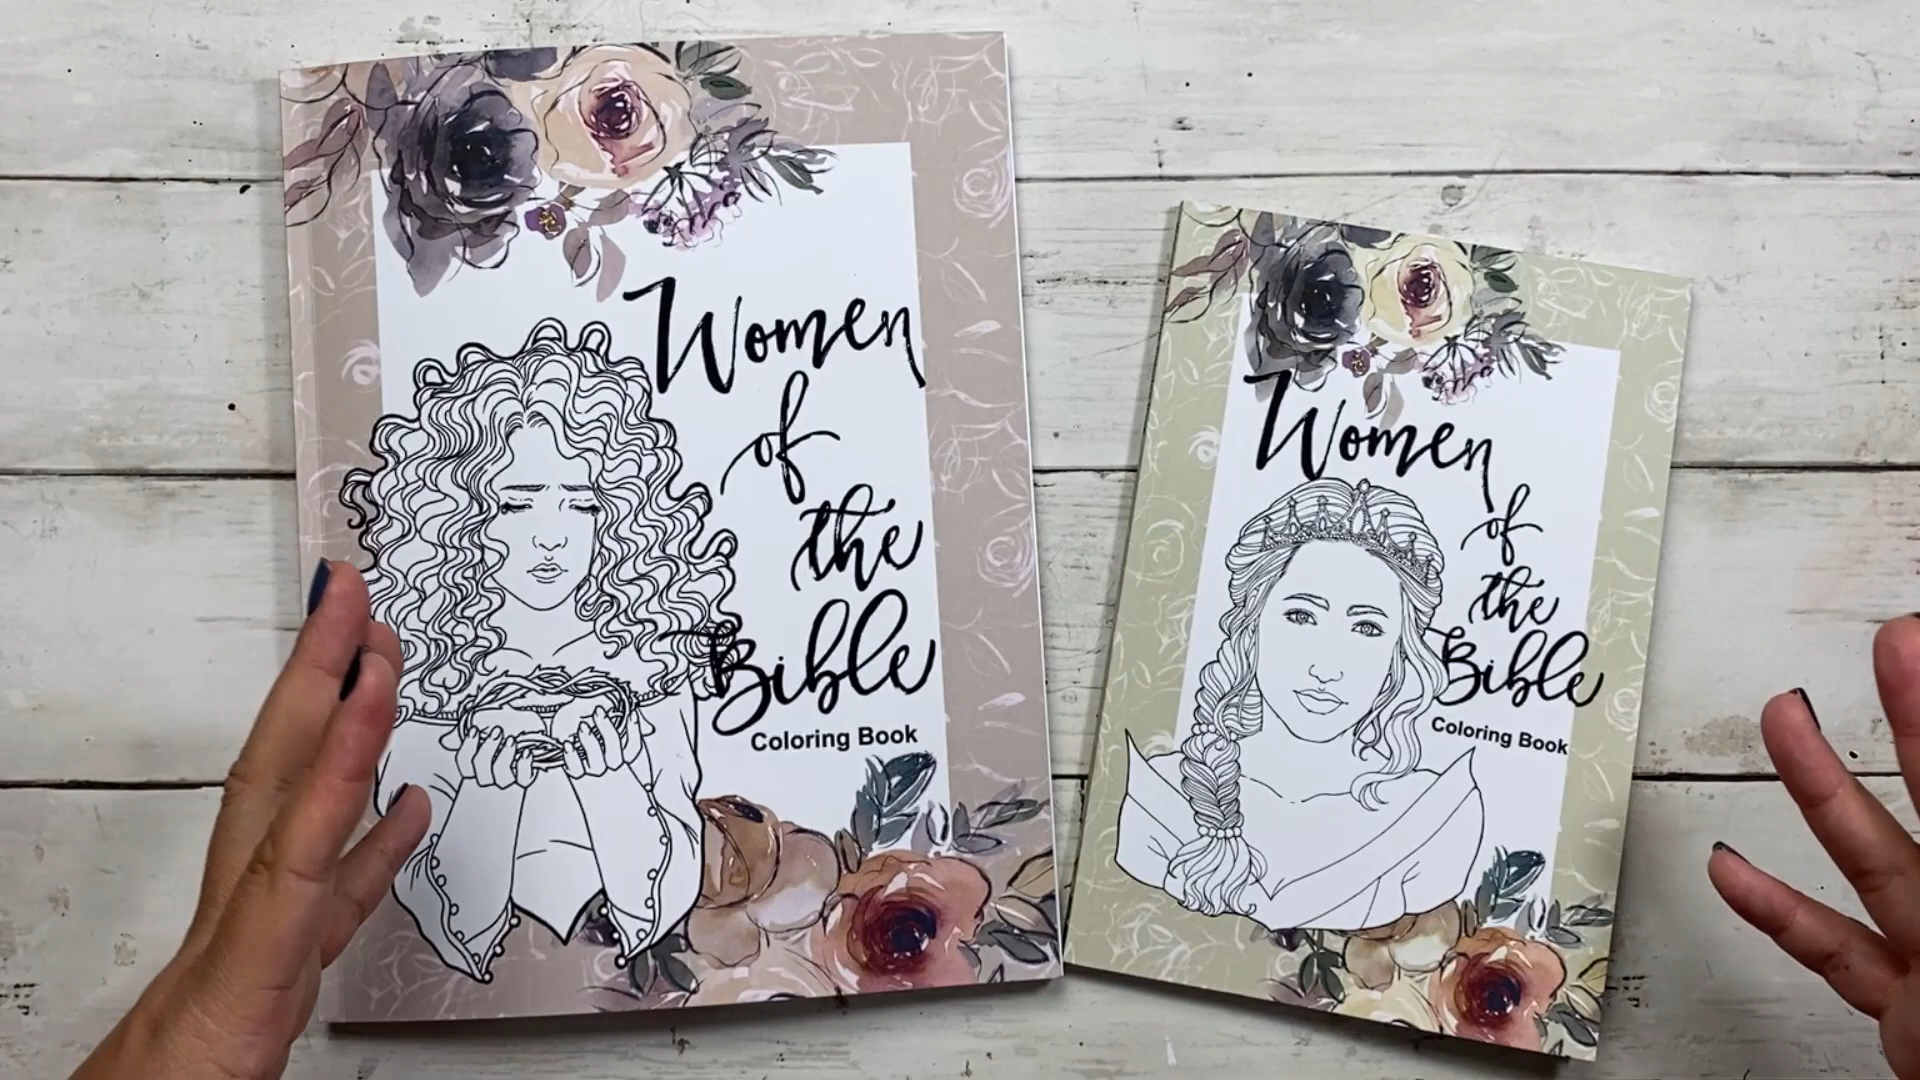 Women
of
the
Bible
Coloring Book
Women
of
the
Bible
Coloring Book